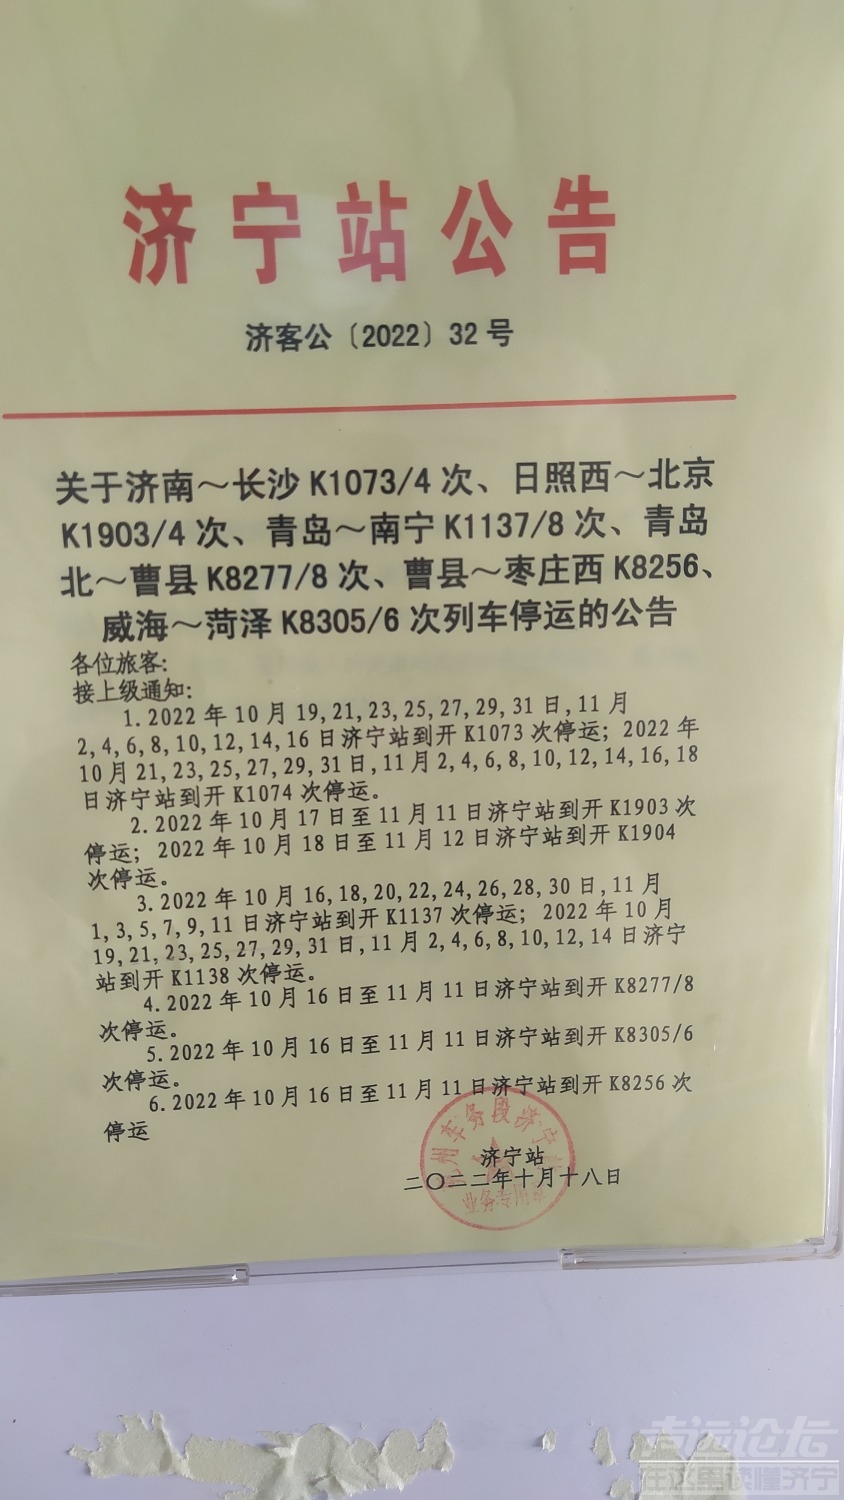 济宁站公告
济客公〔2022〕32号
关于济南～长沙K1073/4次、日照西～北京
K1903/4次、青岛～南宁K1137/8次、青岛
北～曹县K8277/8次、曹县～枣庄西K8256、
威海～菏泽K8305/6次列车停运的公告
各位旅客:
接上级通知:
1.2022年10月19,21,23,25,27,29,31日,11月
2,4,6,8,10,12,14,16日济宁站到开K1073次停运；2022年
10月21,23,25,27,29,31日,11月2,4,6,8,10,12,14,16,18
日济宁站到开K1074次停运。
2.2022年10月17日至11月11日济宁站到开K1903次
停运；2022年10月18日至11月12日济宁站到开K1904
次停运。
3.2022年10月16,18,20,22,24,26,28,30日,11月
1,3,5,7,9,11日济宁站到开K1137次停运；2022年10月
19,21,23,25,27,29,31日,11月2,4,6,8,10,12,14日济宁
站到开K1138次停运。
4.2022年10月16日至11月11日济宁站到开K8277/8
次停运。
5.2022年10月16日至11月11日济宁站到开K8305/6
次停运。
6.2022年10月16日至11月11日济宁站到开K8256次
停运
州车务段济宁
济宁站
二〇二二年十月十八日
业务专用
论坛
在这里读懂济宁